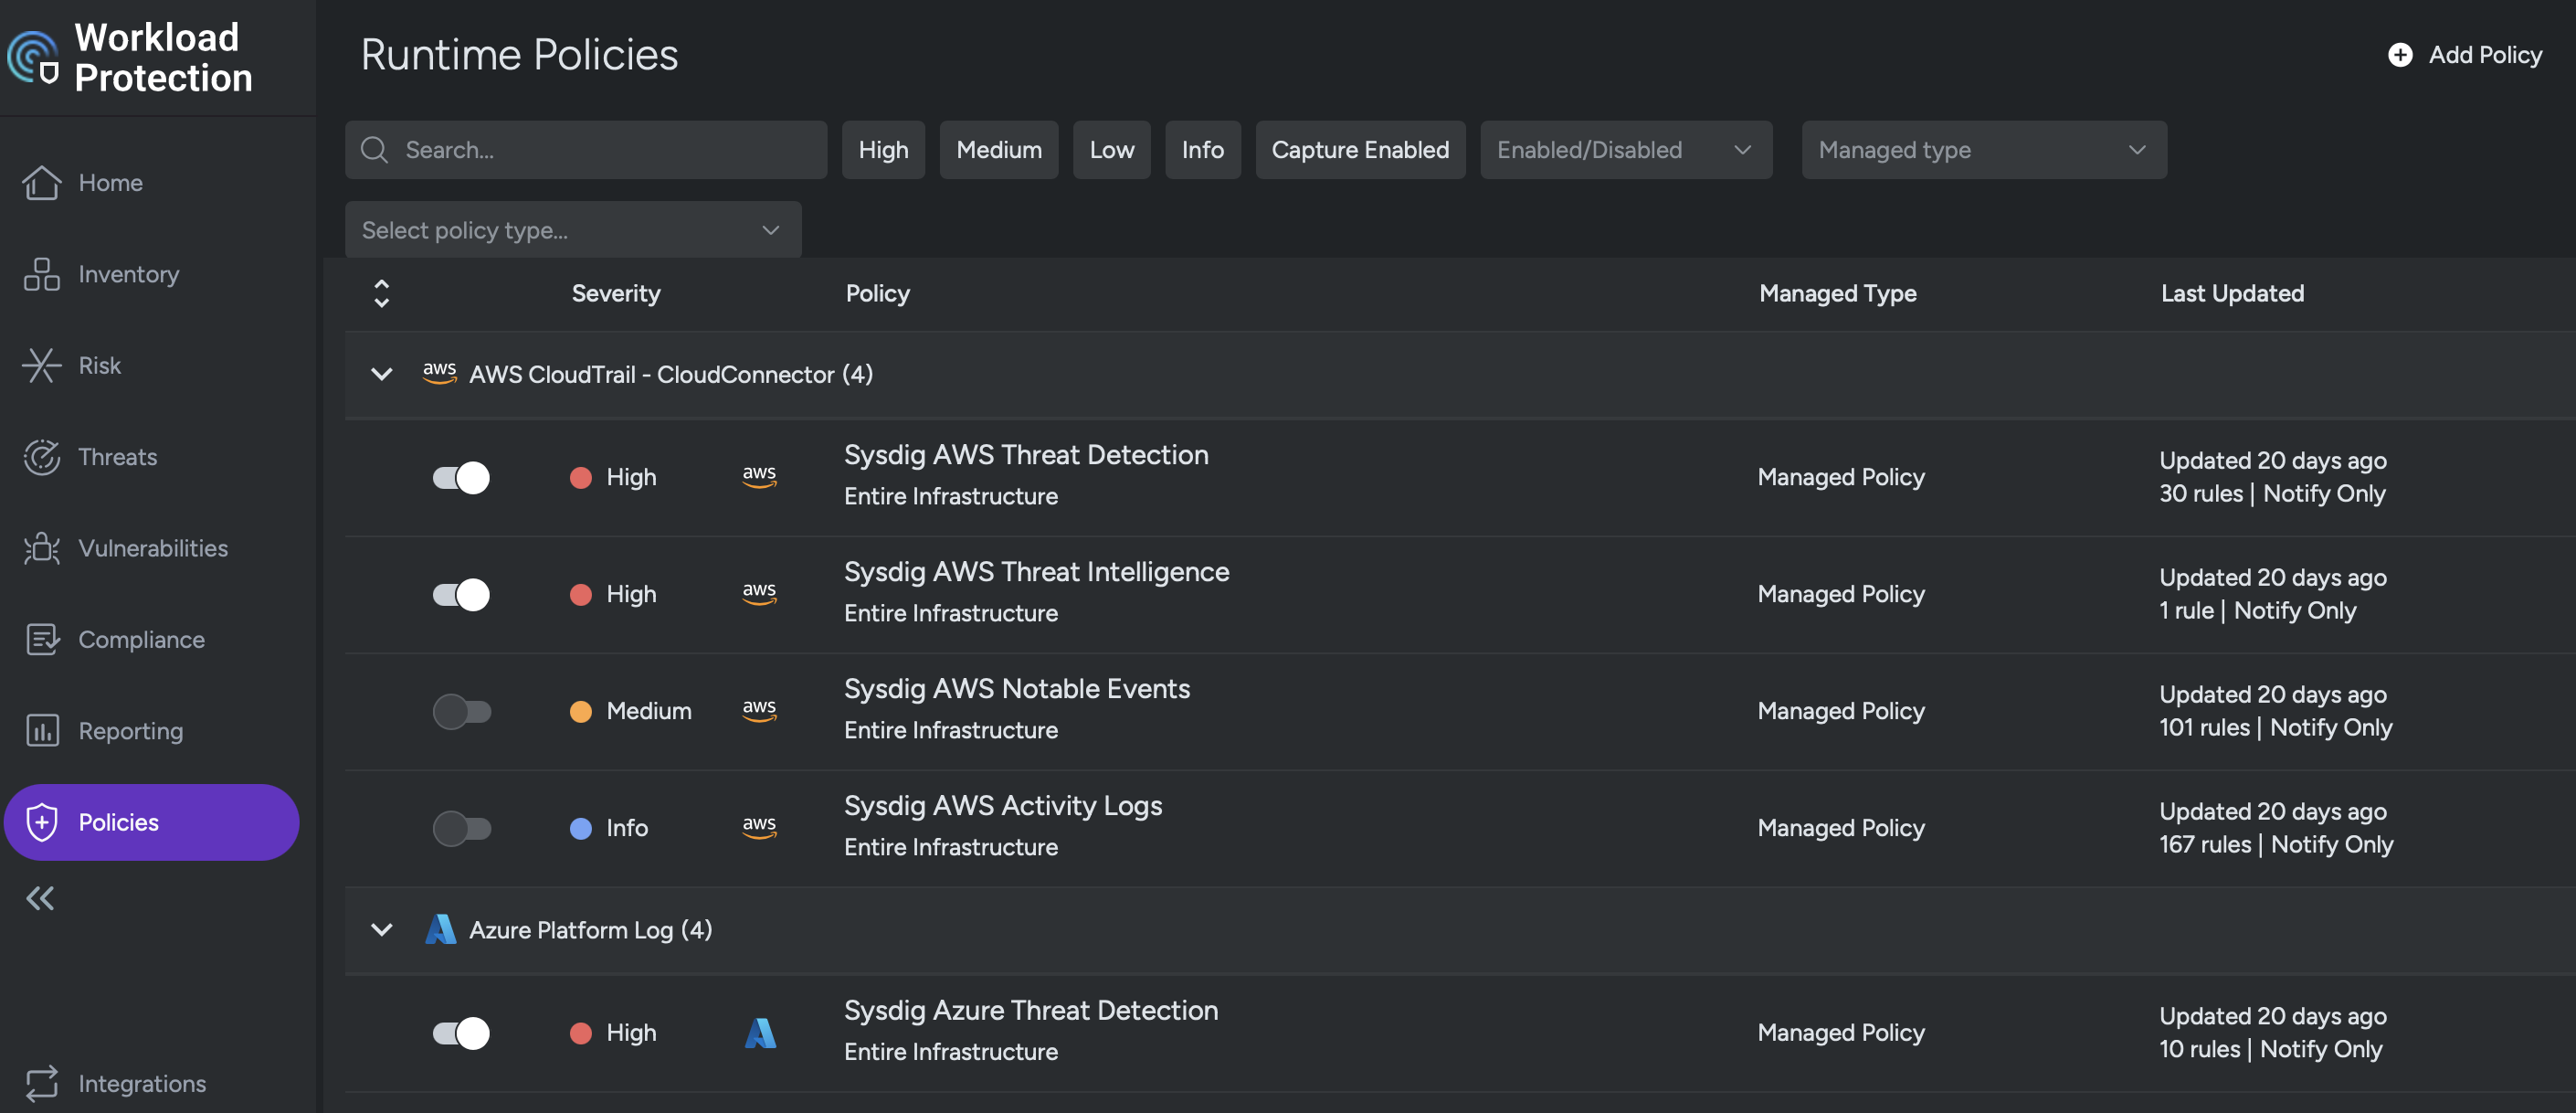 Workload
Protection
Home
Inventory
Risk
Threats
Vulnerabilities
Compliance
Reporting
Policies
Integrations
Runtime Policies
Add Policy
Search...
High
Medium
Low
Info
Capture Enabled
Enabled/Disabled
Managed type
Select policy type...
Severity
Policy
Managed Type
Last Updated
aws AWS CloudTrail - CloudConnector (4)
High
aws
Sysdig AWS Threat Detection
Entire Infrastructure
Managed Policy
Updated 20 days ago
30 rules | Notify Only
High
aws
Sysdig AWS Threat Intelligence
Entire Infrastructure
Managed Policy
Updated 20 days ago
1 rule | Notify Only
Medium
aws
Sysdig AWS Notable Events
Entire Infrastructure
Managed Policy
Updated 20 days ago
101 rules | Notify Only
Info
aws
Sysdig AWS Activity Logs
Entire Infrastructure
Managed Policy
Updated 20 days ago
167 rules | Notify Only
Azure Platform Log (4)
High
Sysdig Azure Threat Detection
Entire Infrastructure
Managed Policy
Updated 20 days ago
10 rules | Notify Only